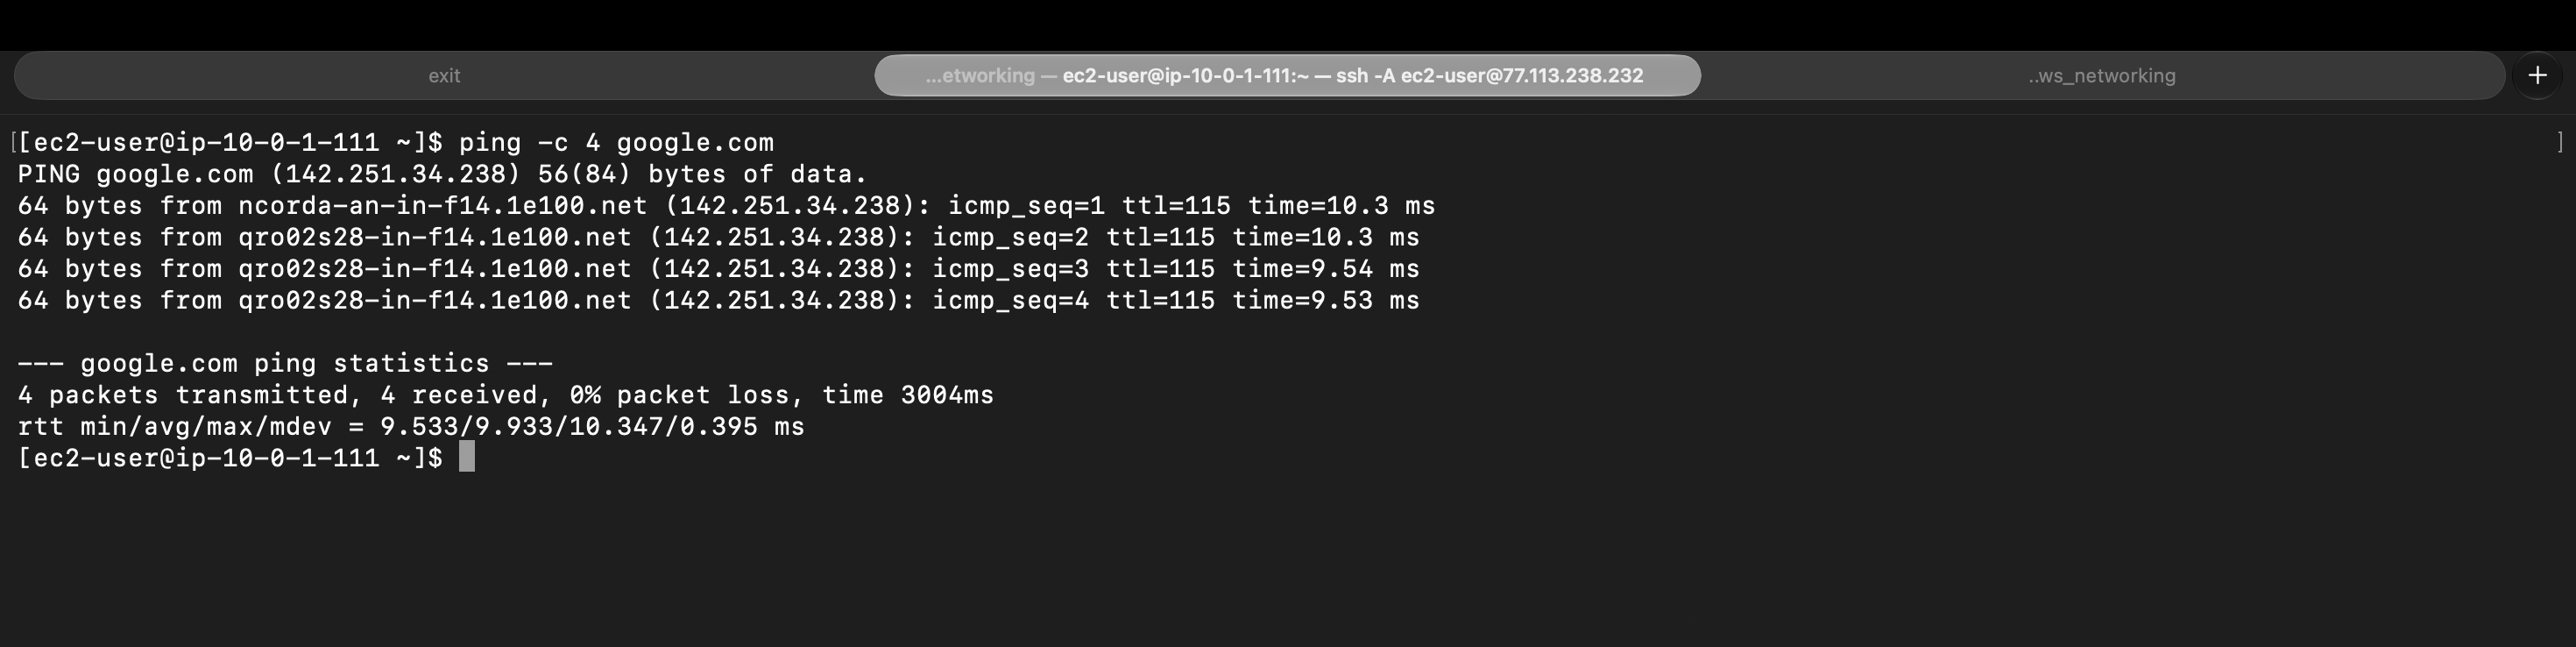 exit
...etworking — ec2-user@ip-10-0-1-111:~ — ssh -A ec2-user@77.113.238.232
..ws_networking
+
[[ec2-user@ip-10-0-1-111 ~]$ ping -c 4 google.com ]
PING google.com (142.251.34.238) 56(84) bytes of data.
64 bytes from ncorda-an-in-f14.1e100.net (142.251.34.238): icmp_seq=1 ttl=115 time=10.3 ms
64 bytes from qro02s28-in-f14.1e100.net (142.251.34.238): icmp_seq=2 ttl=115 time=10.3 ms
64 bytes from qro02s28-in-f14.1e100.net (142.251.34.238): icmp_seq=3 ttl=115 time=9.54 ms
64 bytes from qro02s28-in-f14.1e100.net (142.251.34.238): icmp_seq=4 ttl=115 time=9.53 ms
--- google.com ping statistics ---
4 packets transmitted, 4 received, 0% packet loss, time 3004ms
rtt min/avg/max/mdev = 9.533/9.933/10.347/0.395 ms
[ec2-user@ip-10-0-1-111 ~]$